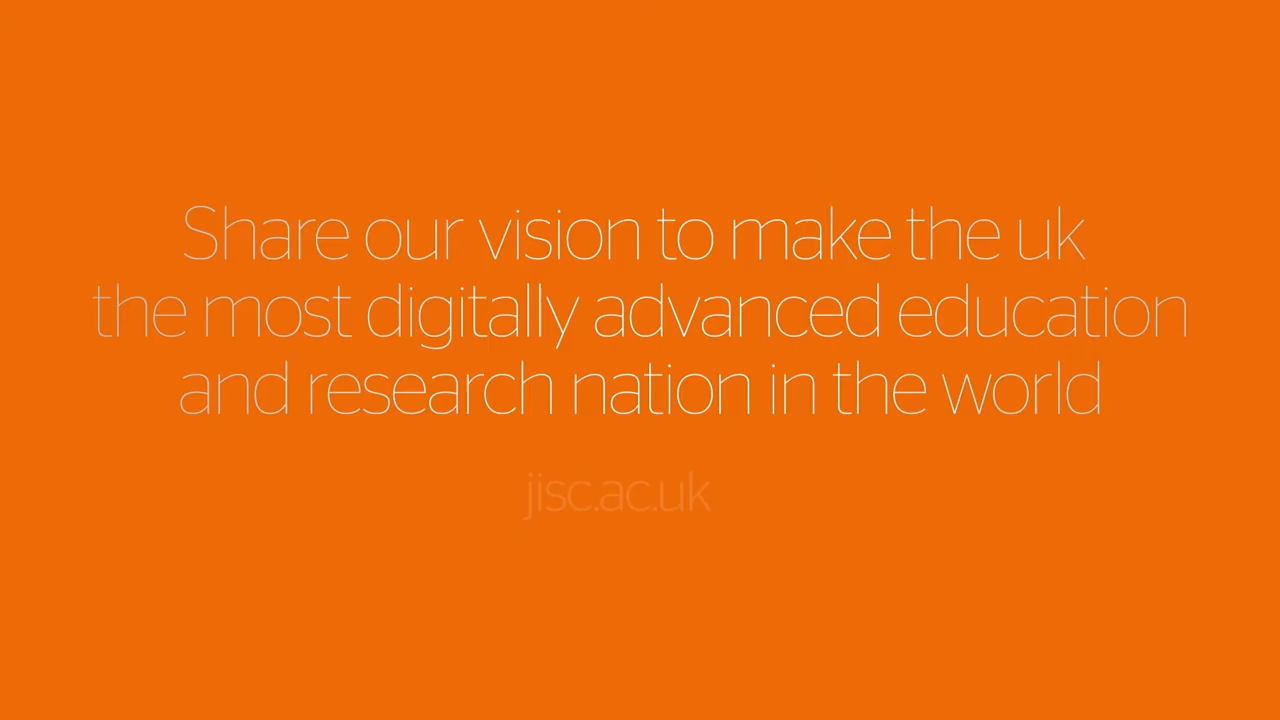 Share our vision to make the uk
the most digitally advanced education
and research nation in the world
jisc.ac.uk